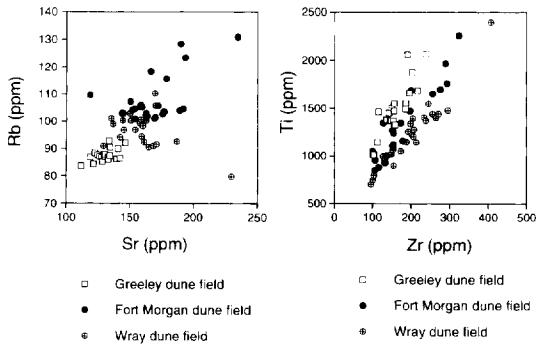 140
130
120
110
100
90
80
70
Rb (ppm)
100 150 200 250
Sr (ppm)
□ Greeley dune field
● Fort Morgan dune field
⊕ Wray dune field
2500
2000
1500
1000
500
Ti (ppm)
0 100 200 300 400 500
Zr (ppm)
□ Greeley dune field
● Fort Morgan dune field
⊕ Wray dune field